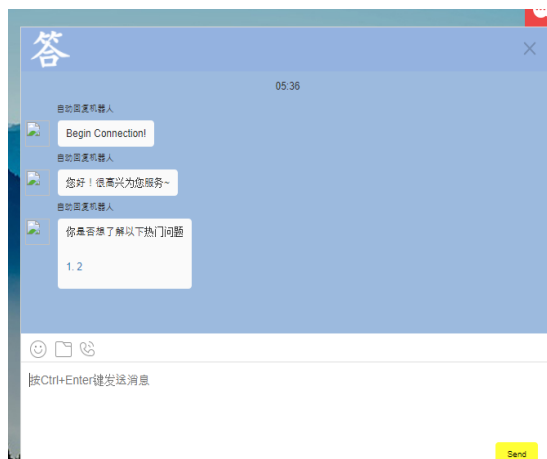 答
05:36
自动回复机器人
Begin Connection!
自动回复机器人
您好！很高兴为您服务~
自动回复机器人
你是否想了解以下热门问题
1. 2
按Ctrl+Enter键发送消息
Send